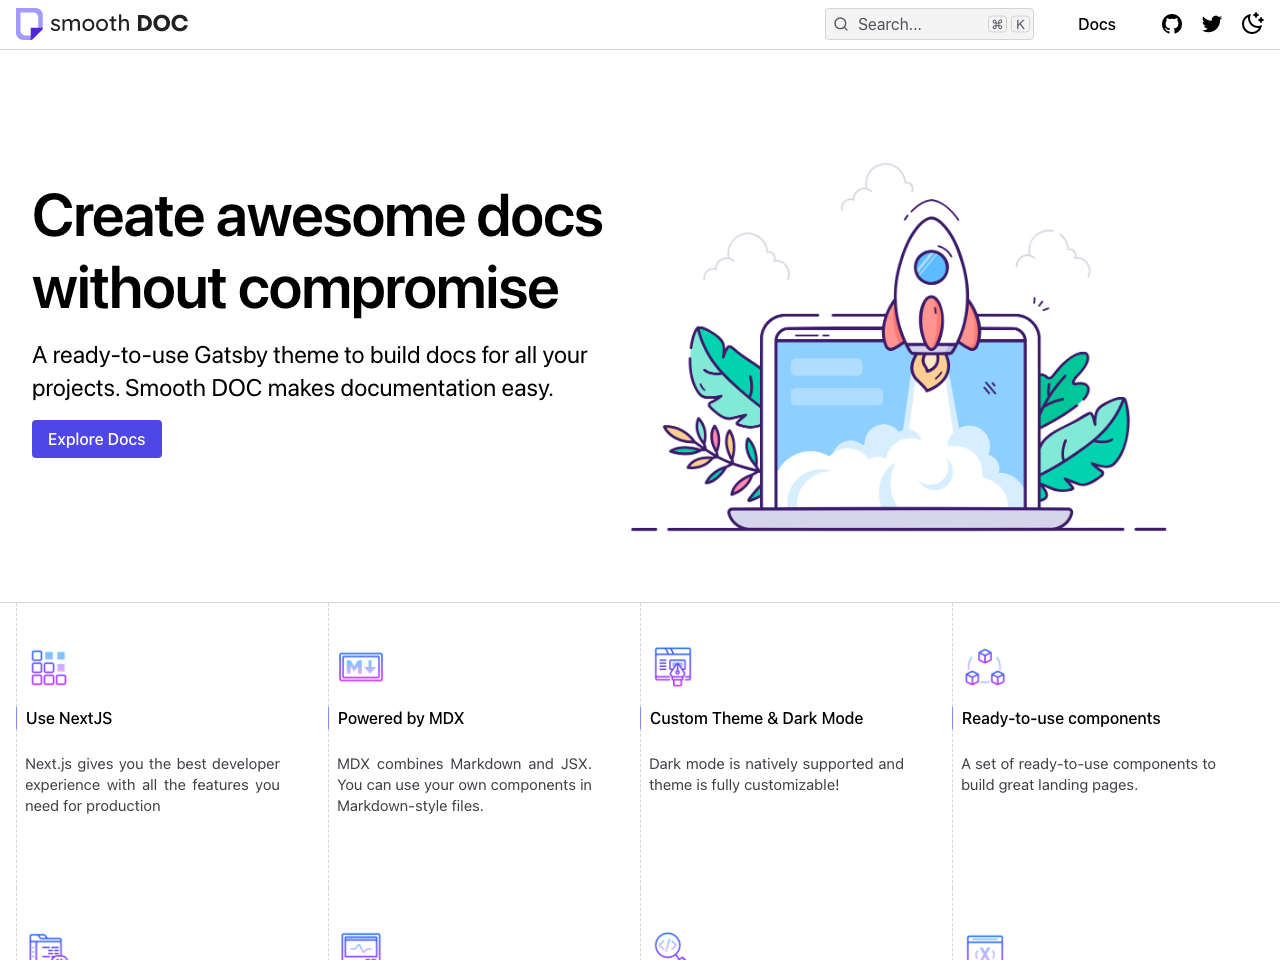 smooth DOC
Search...
⌘ K
Docs
Create awesome docs
without compromise
A ready-to-use Gatsby theme to build docs for all your
projects. Smooth DOC makes documentation easy.
Explore Docs
M
Use NextJS
Next.js gives you the best developer
experience with all the features you
need for production
Powered by MDX
MDX combines Markdown and JSX.
You can use your own components in
Markdown-style files.
Custom Theme & Dark Mode
Dark mode is natively supported and
theme is fully customizable!
Ready-to-use components
A set of ready-to-use components to
build great landing pages.